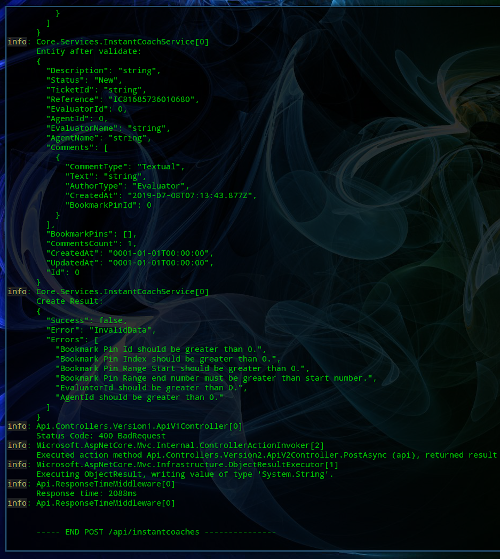 }
]
}
info: Core.Services.InstantCoachService[0]
Entity after validate:
{
"Description": "string",
"Status": "New",
"TicketId": "string",
"Reference": "IC81685736010680",
"EvaluatorId": 0,
"AgentId": 0,
"EvaluatorName": "string",
"AgentName": "string",
"Comments": [
{
"CommentType": "Textual",
"Text": "string",
"AuthorType": "Evaluator",
"CreatedAt": "2019-07-08T07:13:43.877Z",
"BookmarkPinId": 0
}
],
"BookmarkPins": [],
"CommentsCount": 1,
"CreatedAt": "0001-01-01T00:00:00",
"UpdatedAt": "0001-01-01T00:00:00",
"Id": 0
}
info: Core.Services.InstantCoachService[0]
Create Result:
{
"Success": false,
"Error": "InvalidData",
"Errors": [
"Bookmark Pin Id should be greater than 0.",
"Bookmark Pin Index should be greater than 0.",
"Bookmark Pin Range Start should be greater than 0.",
"Bookmark Pin Range end number must be greater than start number.",
"EvaluatorId should be greater than 0.",
"AgentId should be greater than 0."
]
}
info: Api.Controllers.Version1.ApiV1Controller[0]
Status Code: 400 BadRequest
info: Microsoft.AspNetCore.Mvc.Internal.ControllerActionInvoker[2]
Executed action method Api.Controllers.Version2.ApiV2Controller.PostAsync (api), returned result
info: Microsoft.AspNetCore.Mvc.Infrastructure.ObjectResultExecutor[1]
Executing ObjectResult, writing value of type 'System.String'.
info: Api.ResponseTimeMiddleware[0]
Response time: 2088ms
info: Api.ResponseTimeMiddleware[0]
----- END POST /api/instantcoaches ---------------